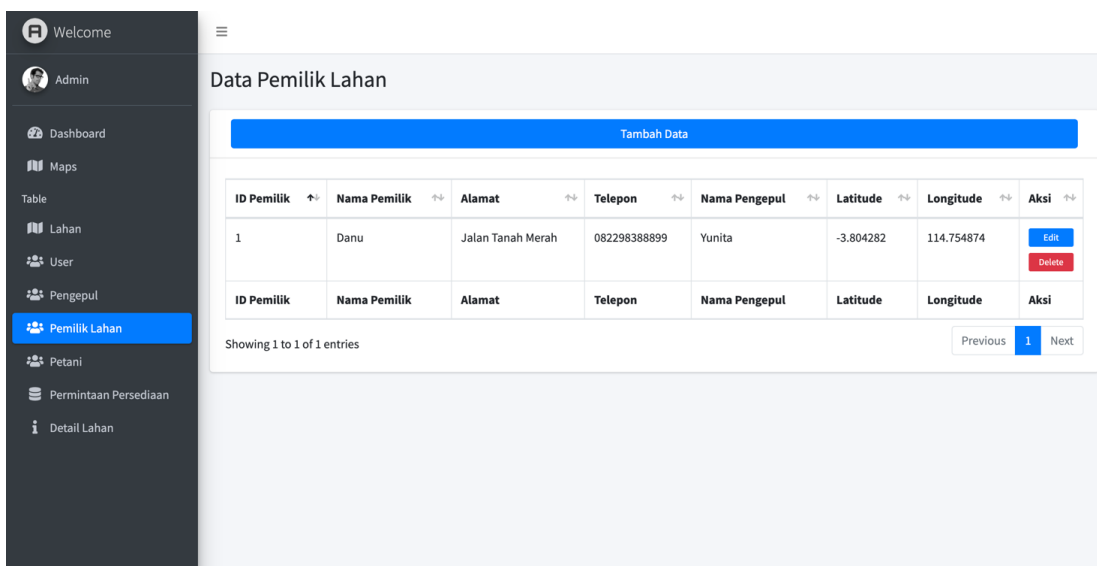 Welcome
Admin
Dashboard
Maps
Table
Lahan
User
Pengepul
Pemilik Lahan
Petani
Permintaan Persediaan
Detail Lahan
Data Pemilik Lahan
Tambah Data
ID Pemilik Nama Pemilik Alamat Telepon Nama Pengepul Latitude Longitude Aksi
1 Danu Jalan Tanah Merah 082298388899 Yunita -3.804282 114.754874 Edit
Delete
ID Pemilik Nama Pemilik Alamat Telepon Nama Pengepul Latitude Longitude Aksi
Showing 1 to 1 of 1 entries
Previous 1 Next